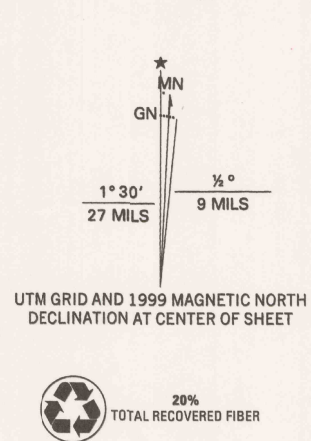 ★
MN
GN
1° 30′
27 MILS
½ °
9 MILS
UTM GRID AND 1999 MAGNETIC NORTH
DECLINATION AT CENTER OF SHEET
20%
TOTAL RECOVERED FIBER